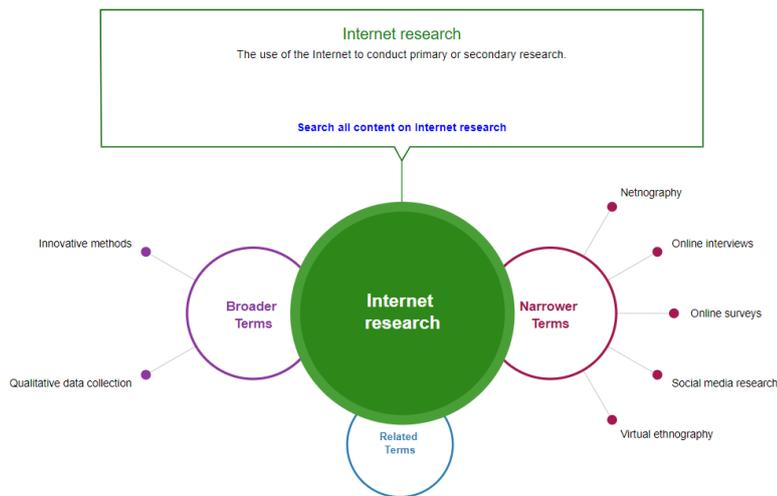 Internet research
The use of the Internet to conduct primary or secondary research.
Search all content on Internet research
Netnography
Innovative methods
Online interviews
Internet
research
Broader
Terms
Narrower
Terms
Online surveys
Qualitative data collection
Social media research
Related
Terms
Virtual ethnography